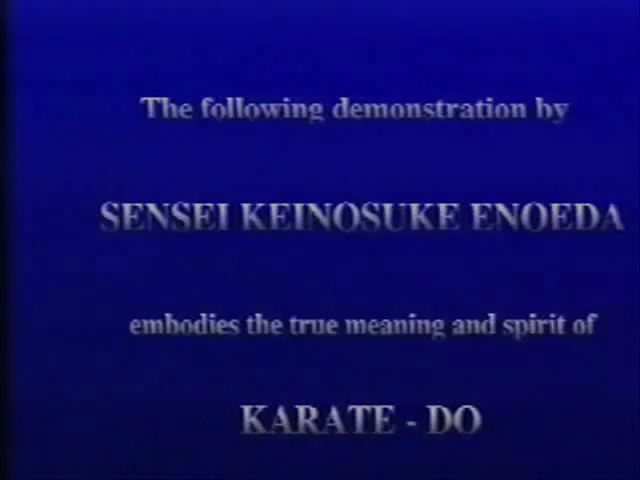 The following demonstration by
SENSEI KEINOSUKE ENOEDA
embodies the true meaning and spirit of
KARATE - DO